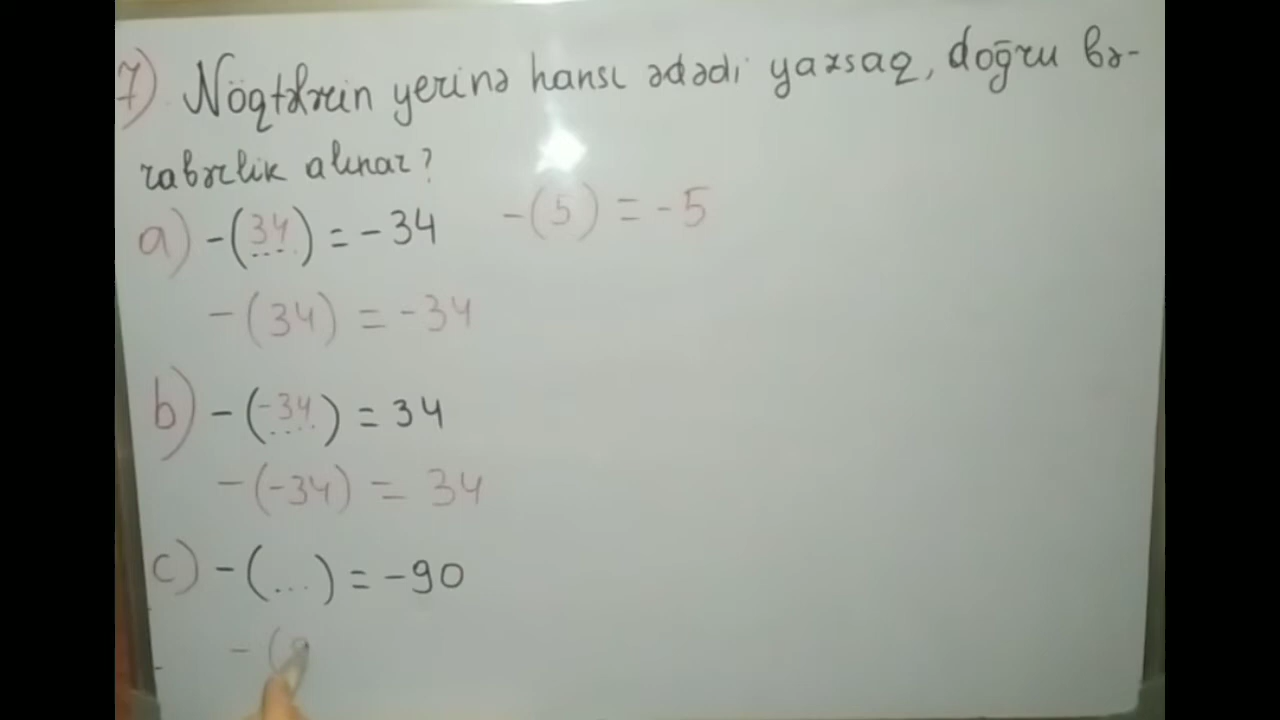 7) Nöqtələrin yerinə hansı ədədi yazsaq, doğru bə-
rabərlik alınar?
a) -(34...) = -34 -(5) = -5
-(34) = -34
b) -(-34....) = 34
-(-34) = 34
c) -(...) = -90
-(9